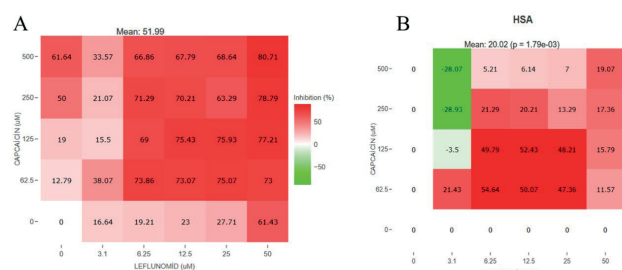 A
Mean: 51.99
CAPCAICIN (uM)
500 61.64 33.57 66.86 67.79 68.64 80.71
250 50 21.07 71.29 70.21 63.29 78.79
125 19 15.5 69 75.43 75.93 77.21
62.5 12.79 38.07 73.86 73.07 75.07 73
0 0 16.64 19.21 23 27.71 61.43
0 3.1 6.25 12.5 25 50
LEFLUNOMID (uM)
Inhibition (%)
50
0
-50
B
HSA
Mean: 20.02 (p = 1.79e-03)
CAPCAICIN (uM)
500 0 -28.07 5.21 6.14 7 19.07
250 0 -28.93 21.29 20.21 13.29 17.36
125 0 -3.5 49.79 52.43 48.21 15.79
62.5 0 21.43 54.64 50.07 47.36 11.57
0 0 0 0 0 0 0
0 3.1 6.25 12.5 25 50